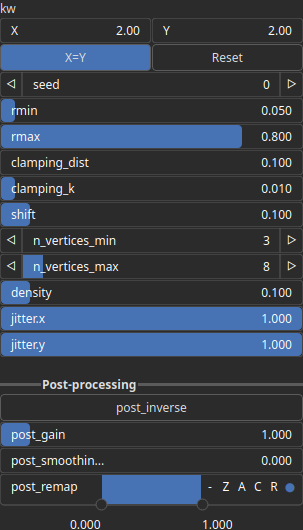 kw
X 2.00 Y 2.00
X=Y Reset
seed 0
rmin 0.050
rmax 0.800
clamping_dist 0.100
clamping_k 0.010
shift 0.100
n_vertices_min 3
n_vertices_max 8
density 0.100
jitter.x 1.000
jitter.y 1.000
Post-processing
post_inverse
post_gain 1.000
post_smoothin... 0.000
post_remap - Z A C R
0.000 1.000